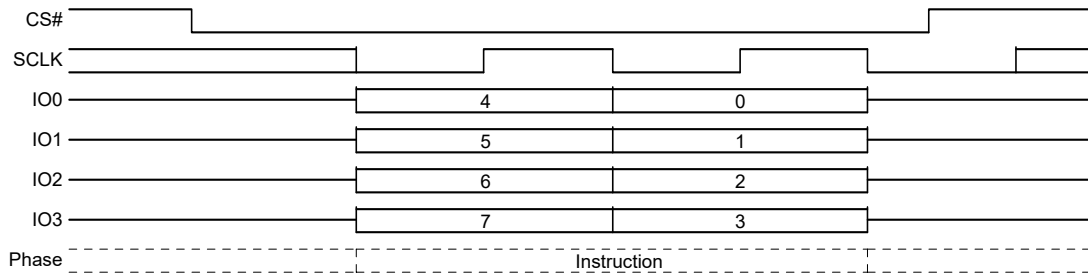 CS#
SCLK
IO0 4 0
IO1 5 1
IO2 6 2
IO3 7 3
Phase Instruction